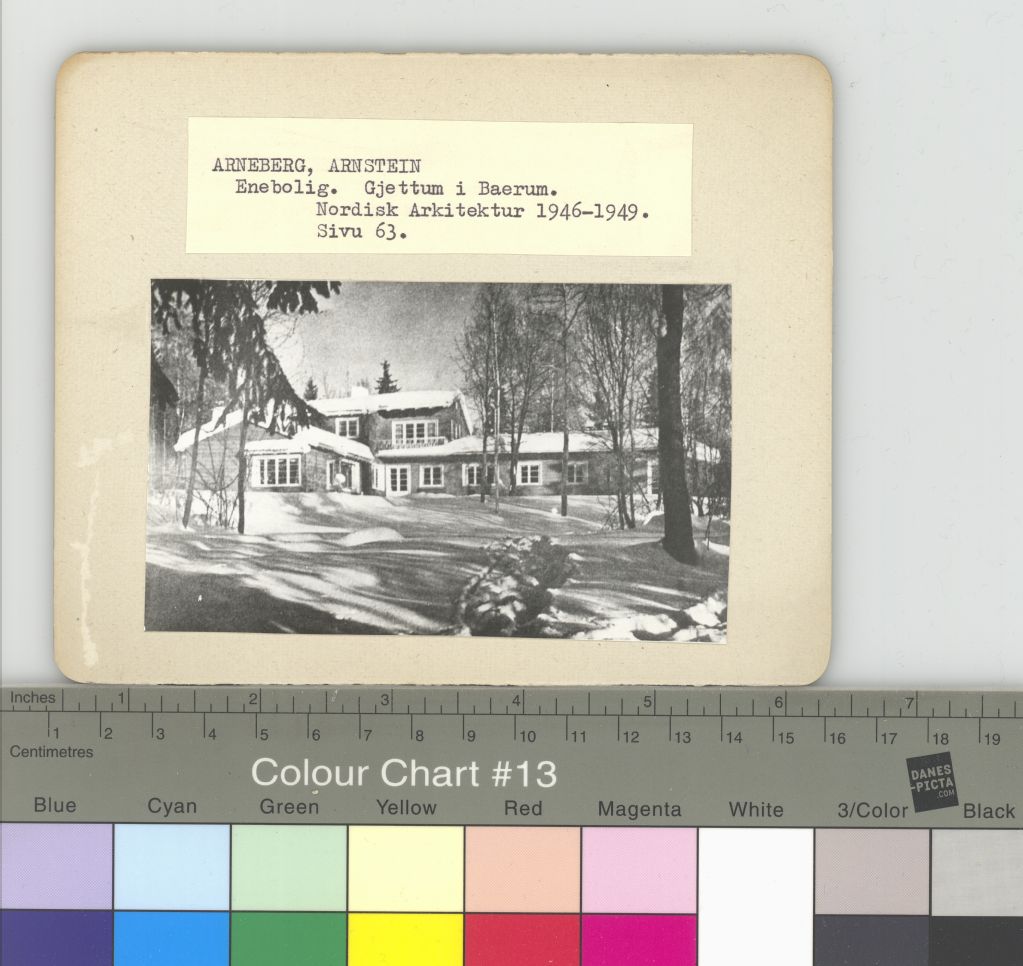 ARNEBERG, ARNSTEIN
Enebolig. Gjettum i Baerum.
Nordisk Arkitektur 1946-1949.
Sivu 63.
Inches 1 2 3 4 5 6 7
1 2 3 4 5 6 7 8 9 10 11 12 13 14 15 16 17 18 19
Centimetres
Colour Chart #13
DANES
-PICTA
.COM
Blue Cyan Green Yellow Red Magenta White 3/Color Black